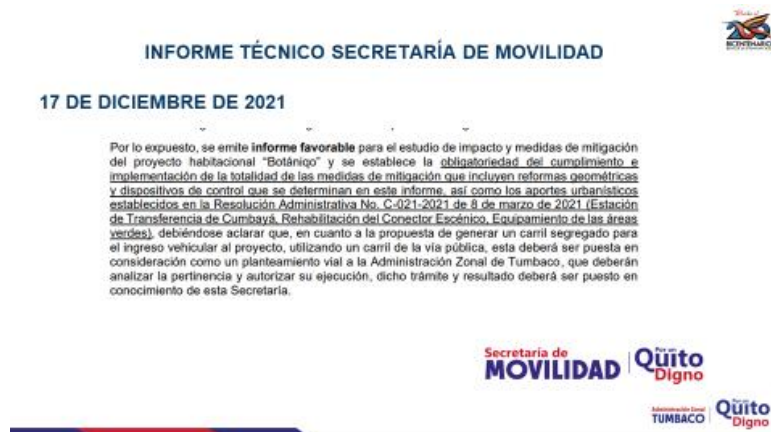 BICENTENARIO
INFORME TÉCNICO SECRETARÍA DE MOVILIDAD
17 DE DICIEMBRE DE 2021
Por lo expuesto, se emite informe favorable para el estudio de impacto y medidas de mitigación
del proyecto habitacional “Botániqo” y se establece la obligatoriedad del cumplimiento e
implementación de la totalidad de las medidas de mitigación que incluyen reformas geométricas
y dispositivos de control que se determinan en este informe, así como los aportes urbanísticos
establecidos en la Resolución Administrativa No. C-021-2021 de 8 de marzo de 2021 (Estación
de Transferencia de Cumbayá, Rehabilitación del Conector Escénico, Equipamiento de las áreas
verdes), debiéndose aclarar que, en cuanto a la propuesta de generar un carril segregado para
el ingreso vehicular al proyecto, utilizando un carril de la vía pública, esta deberá ser puesta en
consideración como un planteamiento vial a la Administración Zonal de Tumbaco, que deberán
analizar la pertinencia y autorizar su ejecución, dicho trámite y resultado deberá ser puesto en
conocimiento de esta Secretaría.
Secretaría de
MOVILIDAD
Por un
Quito
Digno
Administración Zonal
TUMBACO
Por un
Quito
Digno